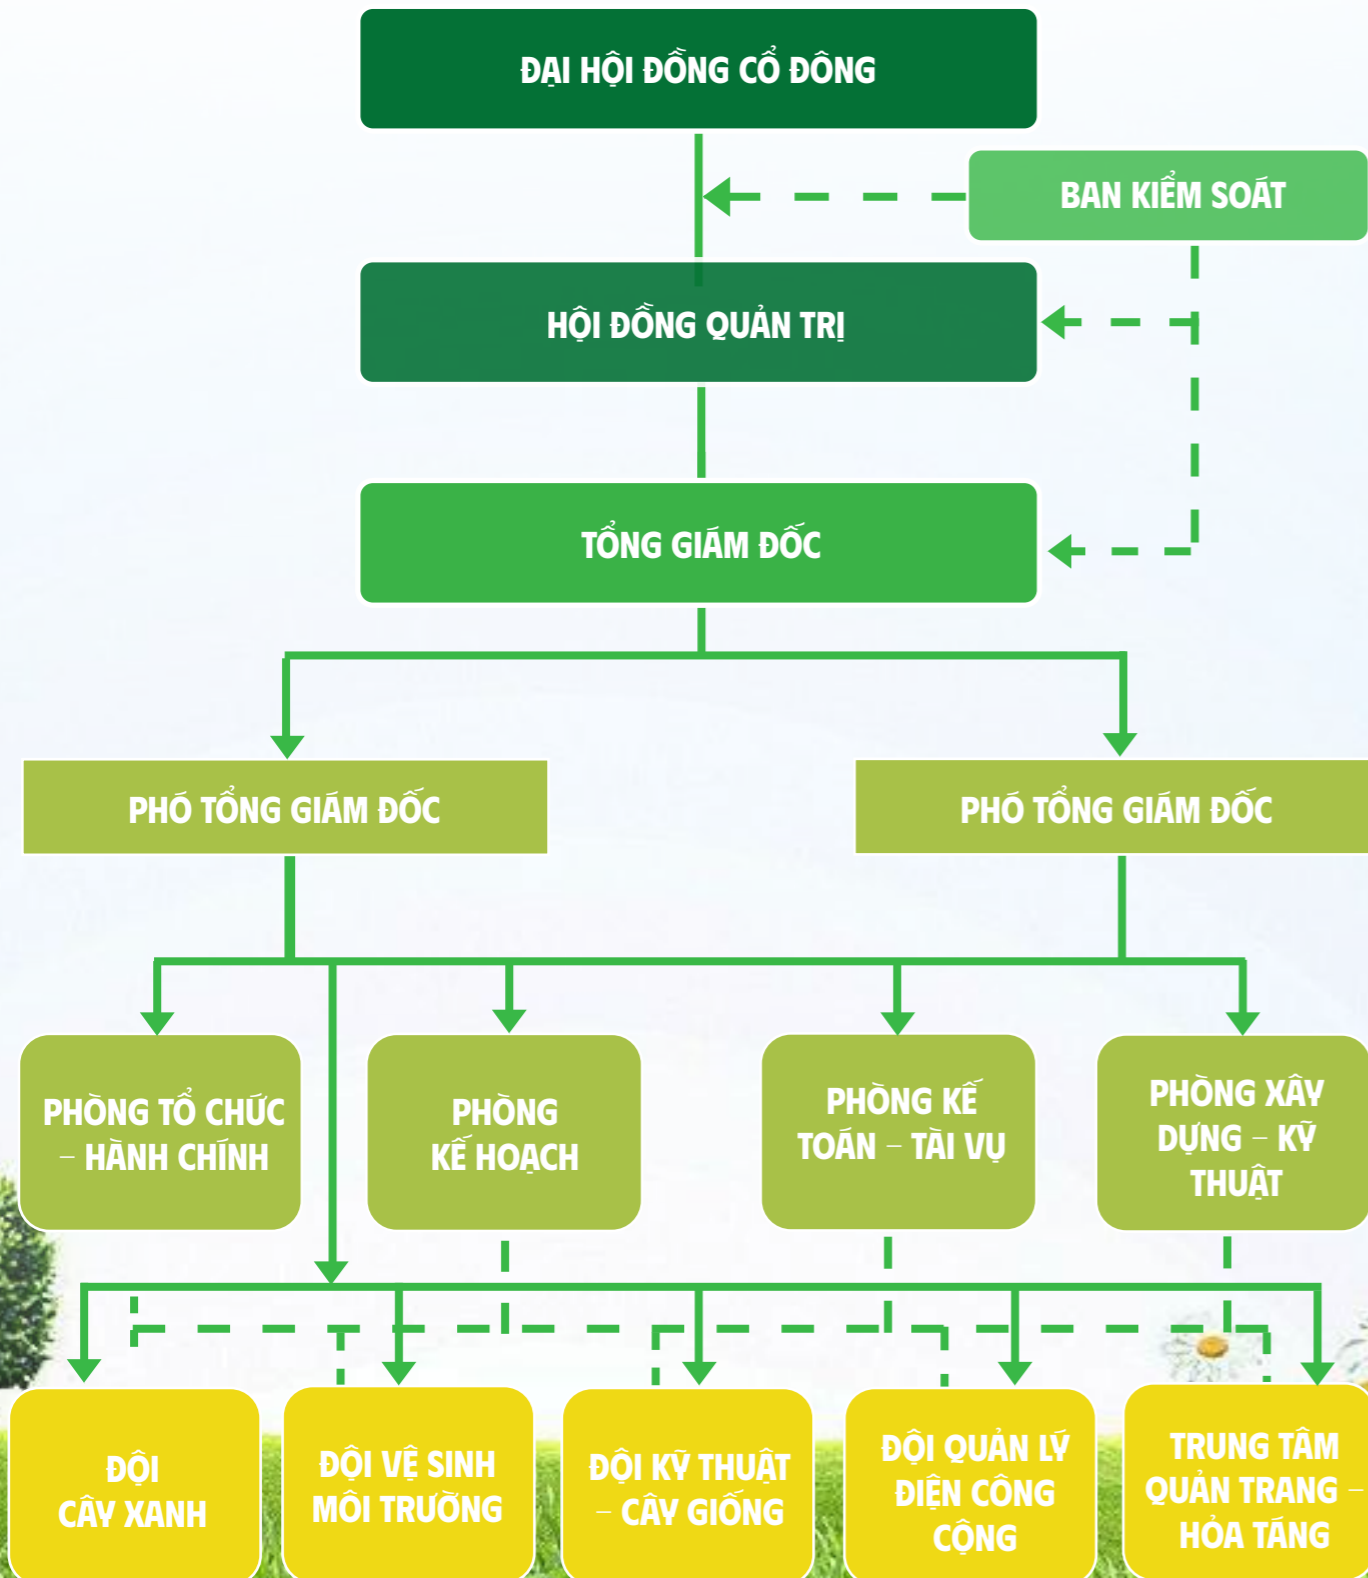 ĐẠI HỘI ĐỒNG CỔ ĐÔNG
BAN KIỂM SOÁT
HỘI ĐỒNG QUẢN TRỊ
TỔNG GIÁM ĐỐC
PHÓ TỔNG GIÁM ĐỐC
PHÓ TỔNG GIÁM ĐỐC
PHÒNG TỔ CHỨC
– HÀNH CHÍNH
PHÒNG
KẾ HOẠCH
PHÒNG KẾ
TOÁN – TÀI VỤ
PHÒNG XÂY
DỰNG – KỸ
THUẬT
ĐỘI
CÂY XANH
ĐỘI VỆ SINH
MÔI TRƯỜNG
ĐỘI KỸ THUẬT
– CÂY GIỐNG
ĐỘI QUẢN LÝ
ĐIỆN CÔNG
CỘNG
TRUNG TÂM
QUẢN TRANG –
HỎA TÁNG